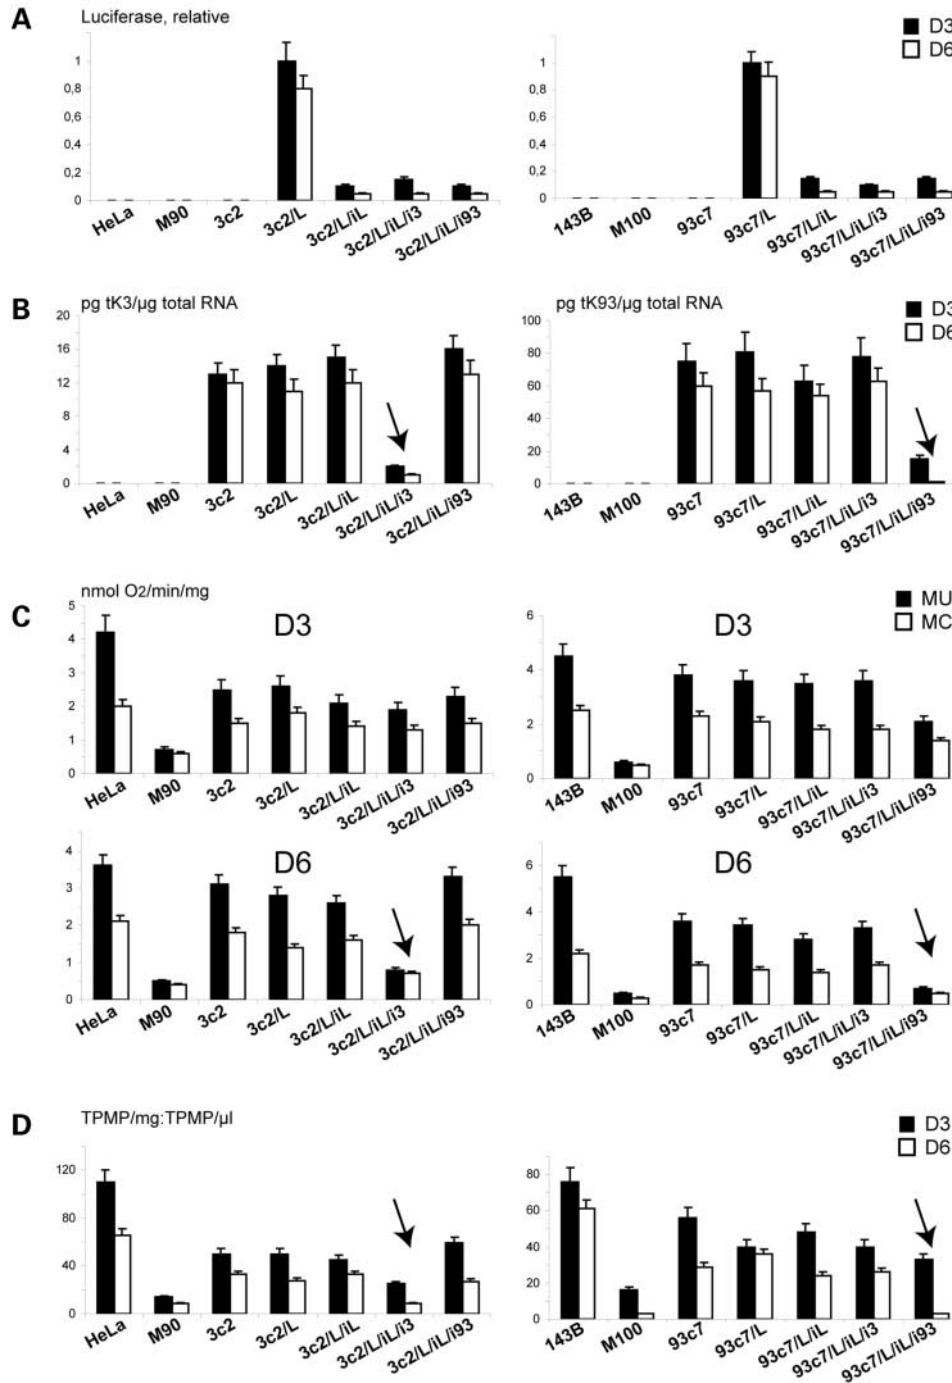 A
Luciferase, relative
D3
D6
1
0,8
0,6
0,4
0,2
0
HeLa
M90
3c2
3c2/L
3c2/L/iL
3c2/L/iL/i3
3c2/L/iL/i93
1
0,8
0,6
0,4
0,2
0
143B
M100
93c7
93c7/L
93c7/L/iL
93c7/L/iL/i3
93c7/L/iL/i93
B
pg tK3/µg total RNA
pg tK93/µg total RNA
D3
D6
20
16
12
8
4
0
HeLa
M90
3c2
3c2/L
3c2/L/iL
3c2/L/iL/i3
3c2/L/iL/i93
100
80
60
40
20
0
143B
M100
93c7
93c7/L
93c7/L/iL
93c7/L/iL/i3
93c7/L/iL/i93
C
nmol O2/min/mg
MU
MC
D3
5
4
3
2
1
0
HeLa
M90
3c2
3c2/L
3c2/L/iL
3c2/L/iL/i3
3c2/L/iL/i93
D3
6
4
2
0
143B
M100
93c7
93c7/L
93c7/L/iL
93c7/L/iL/i3
93c7/L/iL/i93
D6
4
3
2
1
0
HeLa
M90
3c2
3c2/L
3c2/L/iL
3c2/L/iL/i3
3c2/L/iL/i93
D6
6
4
2
0
143B
M100
93c7
93c7/L
93c7/L/iL
93c7/L/iL/i3
93c7/L/iL/i93
D
TPMP/mg:TPMP/µl
D3
D6
120
80
40
0
HeLa
M90
3c2
3c2/L
3c2/L/iL
3c2/L/iL/i3
3c2/L/iL/i93
80
60
40
20
0
143B
M100
93c7
93c7/L
93c7/L/iL
93c7/L/iL/i3
93c7/L/iL/i93